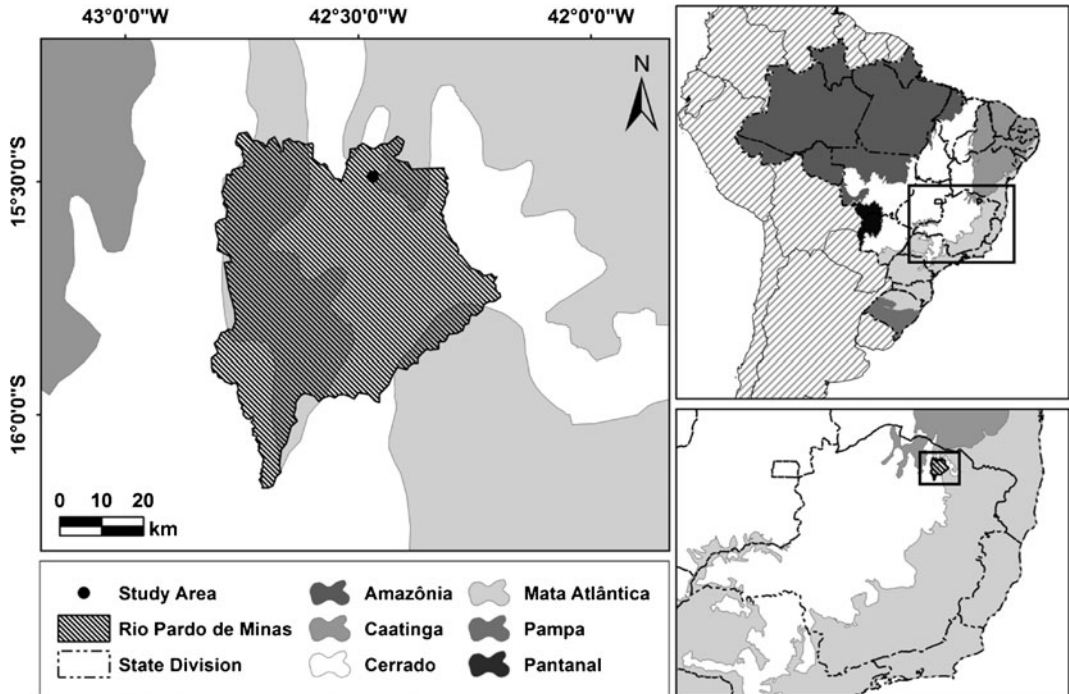 43°0'0"W 42°30'0"W 42°0'0"W
N
15°30'0"S
16°0'0"S
0 10 20
km
Study Area
Rio Pardo de Minas
State Division
Amazônia
Caatinga
Cerrado
Mata Atlântica
Pampa
Pantanal